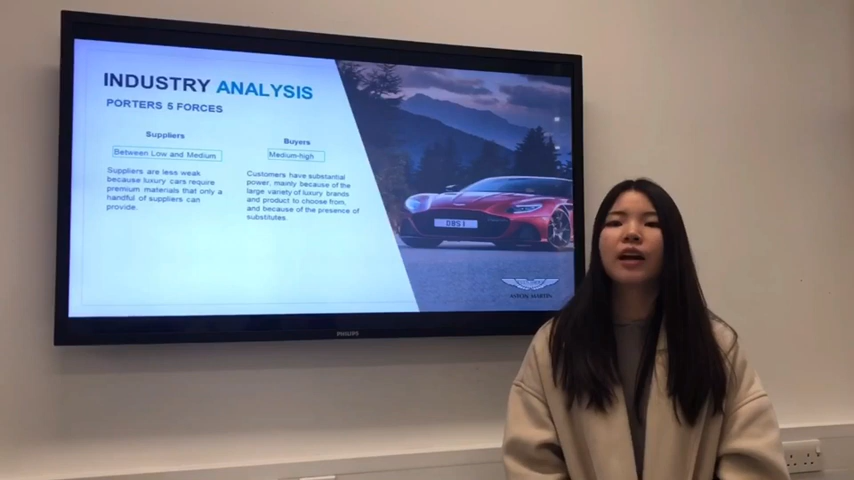 INDUSTRY ANALYSIS
PORTERS 5 FORCES
Suppliers
Between Low and Medium
Suppliers are less weak
because luxury cars require
premium materials that only a
handful of suppliers can
provide.
Buyers
Medium-high
Customers have substantial
power, mainly because of the
large variety of luxury brands
and product to choose from,
and because of the presence of
substitutes.
DBS 1
ASTON MARTIN
PHILIPS